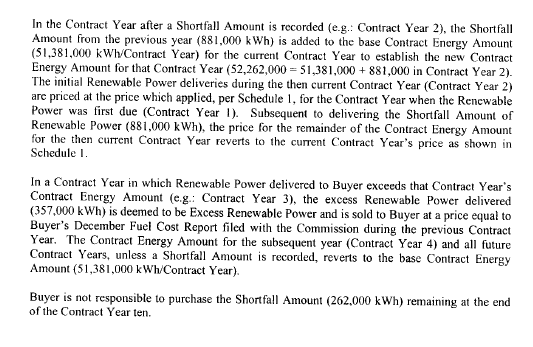 In the Contract Year after a Shortfall Amount is recorded (e.g.: Contract Year 2), the Shortfall
Amount from the previous year (881,000 kWh) is added to the base Contract Energy Amount
(51,381,000 kWh/Contract Year) for the current Contract Year to establish the new Contract
Energy Amount for that Contract Year (52,262,000 = 51,381,000 + 881,000 in Contract Year 2).
The initial Renewable Power deliveries during the then current Contract Year (Contract Year 2)
are priced at the price which applied, per Schedule 1, for the Contract Year when the Renewable
Power was first due (Contract Year 1). Subsequent to delivering the Shortfall Amount of
Renewable Power (881,000 kWh), the price for the remainder of the Contract Energy Amount
for the then current Contract Year reverts to the current Contract Year's price as shown in
Schedule 1.
In a Contract Year in which Renewable Power delivered to Buyer exceeds that Contract Year's
Contract Energy Amount (e.g.: Contract Year 3), the excess Renewable Power delivered
(357,000 kWh) is deemed to be Excess Renewable Power and is sold to Buyer at a price equal to
Buyer's December Fuel Cost Report filed with the Commission during the previous Contract
Year. The Contract Energy Amount for the subsequent year (Contract Year 4) and all future
Contract Years, unless a Shortfall Amount is recorded, reverts to the base Contract Energy
Amount (51,381,000 kWh/Contract Year).
Buyer is not responsible to purchase the Shortfall Amount (262,000 kWh) remaining at the end
of the Contract Year ten.